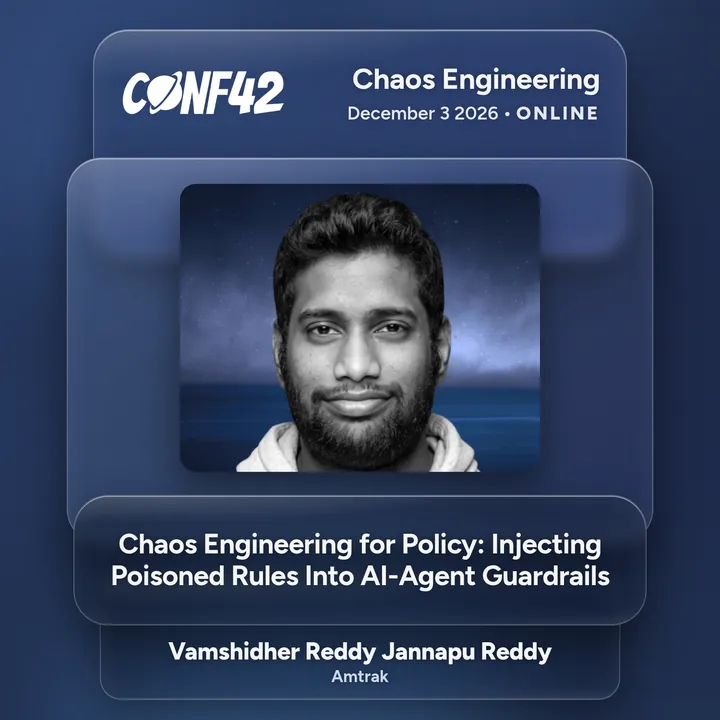 CONF42
Chaos Engineering
December 3 2026 • ONLINE
Chaos Engineering for Policy: Injecting
Poisoned Rules Into AI-Agent Guardrails
Vamshidher Reddy Jannapu Reddy
Amtrak